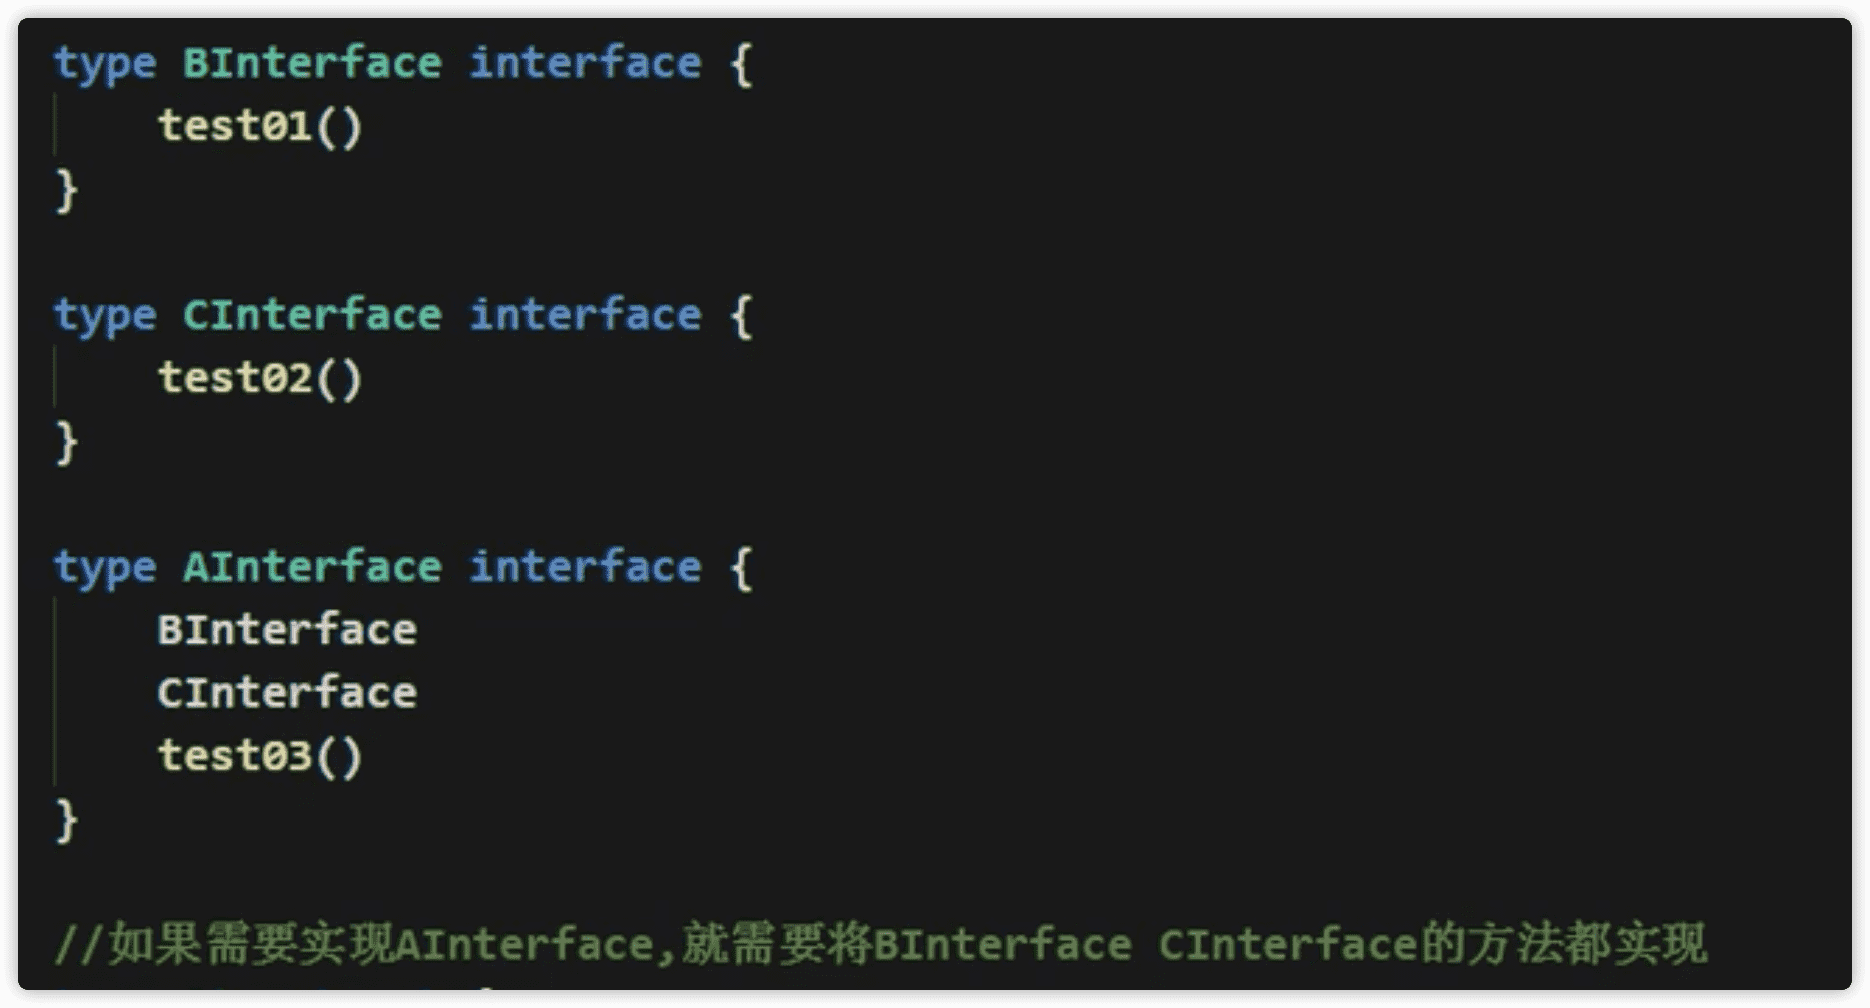 type BInterface interface {
    test01()
}
type CInterface interface {
    test02()
}
type AInterface interface {
    BInterface
    CInterface
    test03()
}
//如果需要实现AInterface,就需要将BInterface CInterface的方法都实现